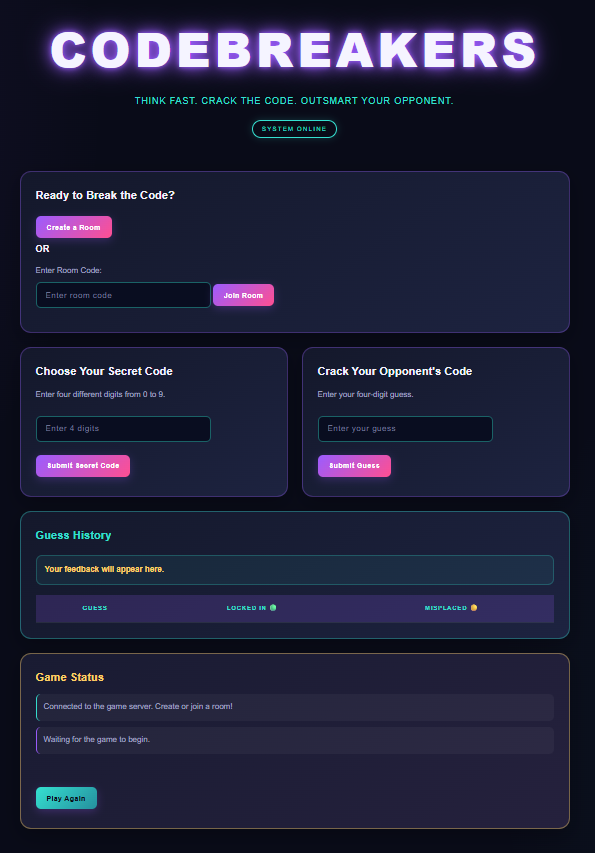 CODEBREAKERS
THINK FAST. CRACK THE CODE. OUTSMART YOUR OPPONENT.
SYSTEM ONLINE
Ready to Break the Code?
Create a Room
OR
Enter Room Code:
Enter room code
Join Room
Choose Your Secret Code
Enter four different digits from 0 to 9.
Enter 4 digits
Submit Secret Code
Crack Your Opponent's Code
Enter your four-digit guess.
Enter your guess
Submit Guess
Guess History
Your feedback will appear here.
GUESS LOCKED IN MISPLACED
Game Status
Connected to the game server. Create or join a room!
Waiting for the game to begin.
Play Again